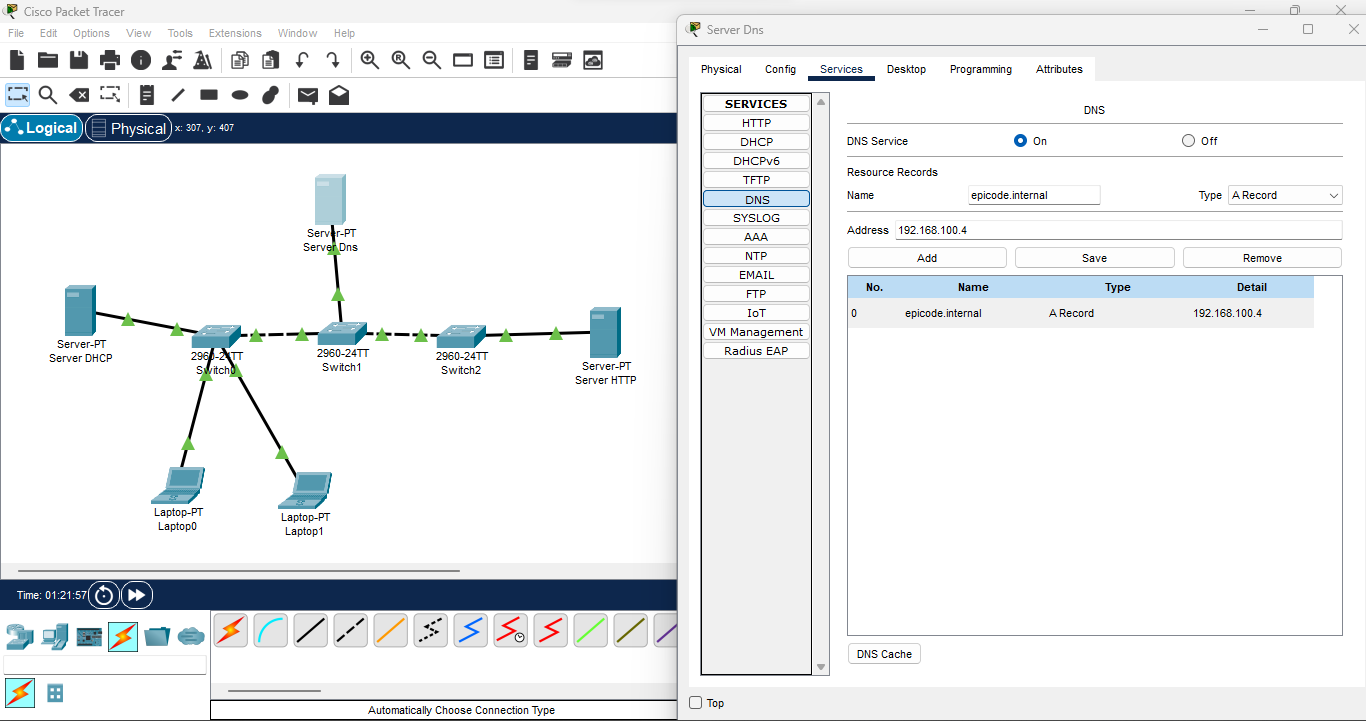 Cisco Packet Tracer
File Edit Options View Tools Extensions Window Help
Logical Physical x: 307, y: 407
Server-PT
Server Dns
Server-PT
Server DHCP
2960-24TT
Switch0
2960-24TT
Switch1
2960-24TT
Switch2
Server-PT
Server HTTP
Laptop-PT
Laptop0
Laptop-PT
Laptop1
Time: 01:21:57
Automatically Choose Connection Type
Server Dns
Physical Config Services Desktop Programming Attributes
SERVICES
HTTP
DHCP
DHCPv6
TFTP
DNS
SYSLOG
AAA
NTP
EMAIL
FTP
IoT
VM Management
Radius EAP
DNS
DNS Service On Off
Resource Records
Name epicode.internal Type A Record
Address 192.168.100.4
Add Save Remove
No. Name Type Detail
0 epicode.internal A Record 192.168.100.4
DNS Cache
Top